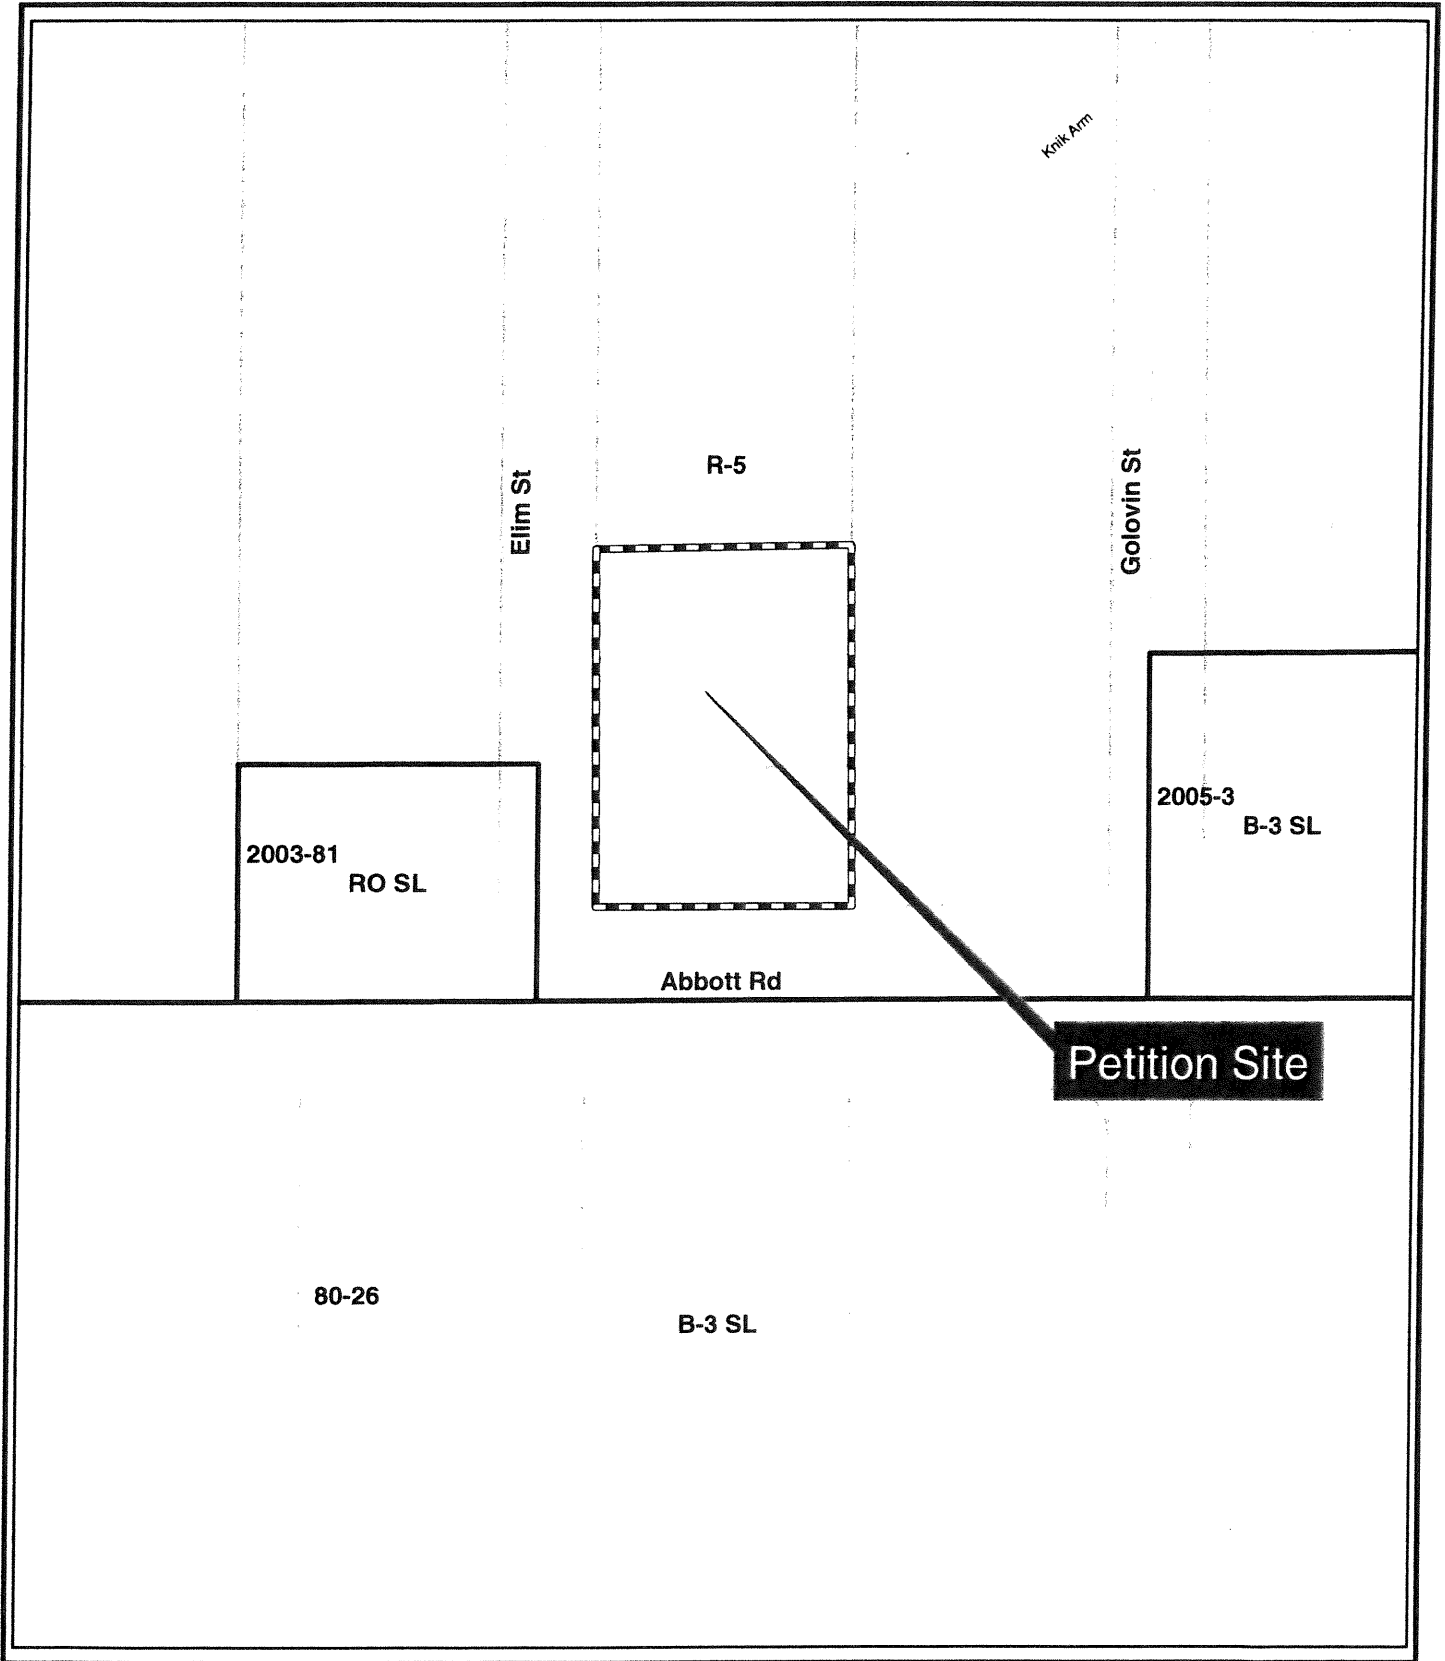 Knik Arm
R-5
Elim St
Golovin St
2005-3
B-3 SL
2003-81
RO SL
Abbott Rd
Petition Site
80-26
B-3 SL